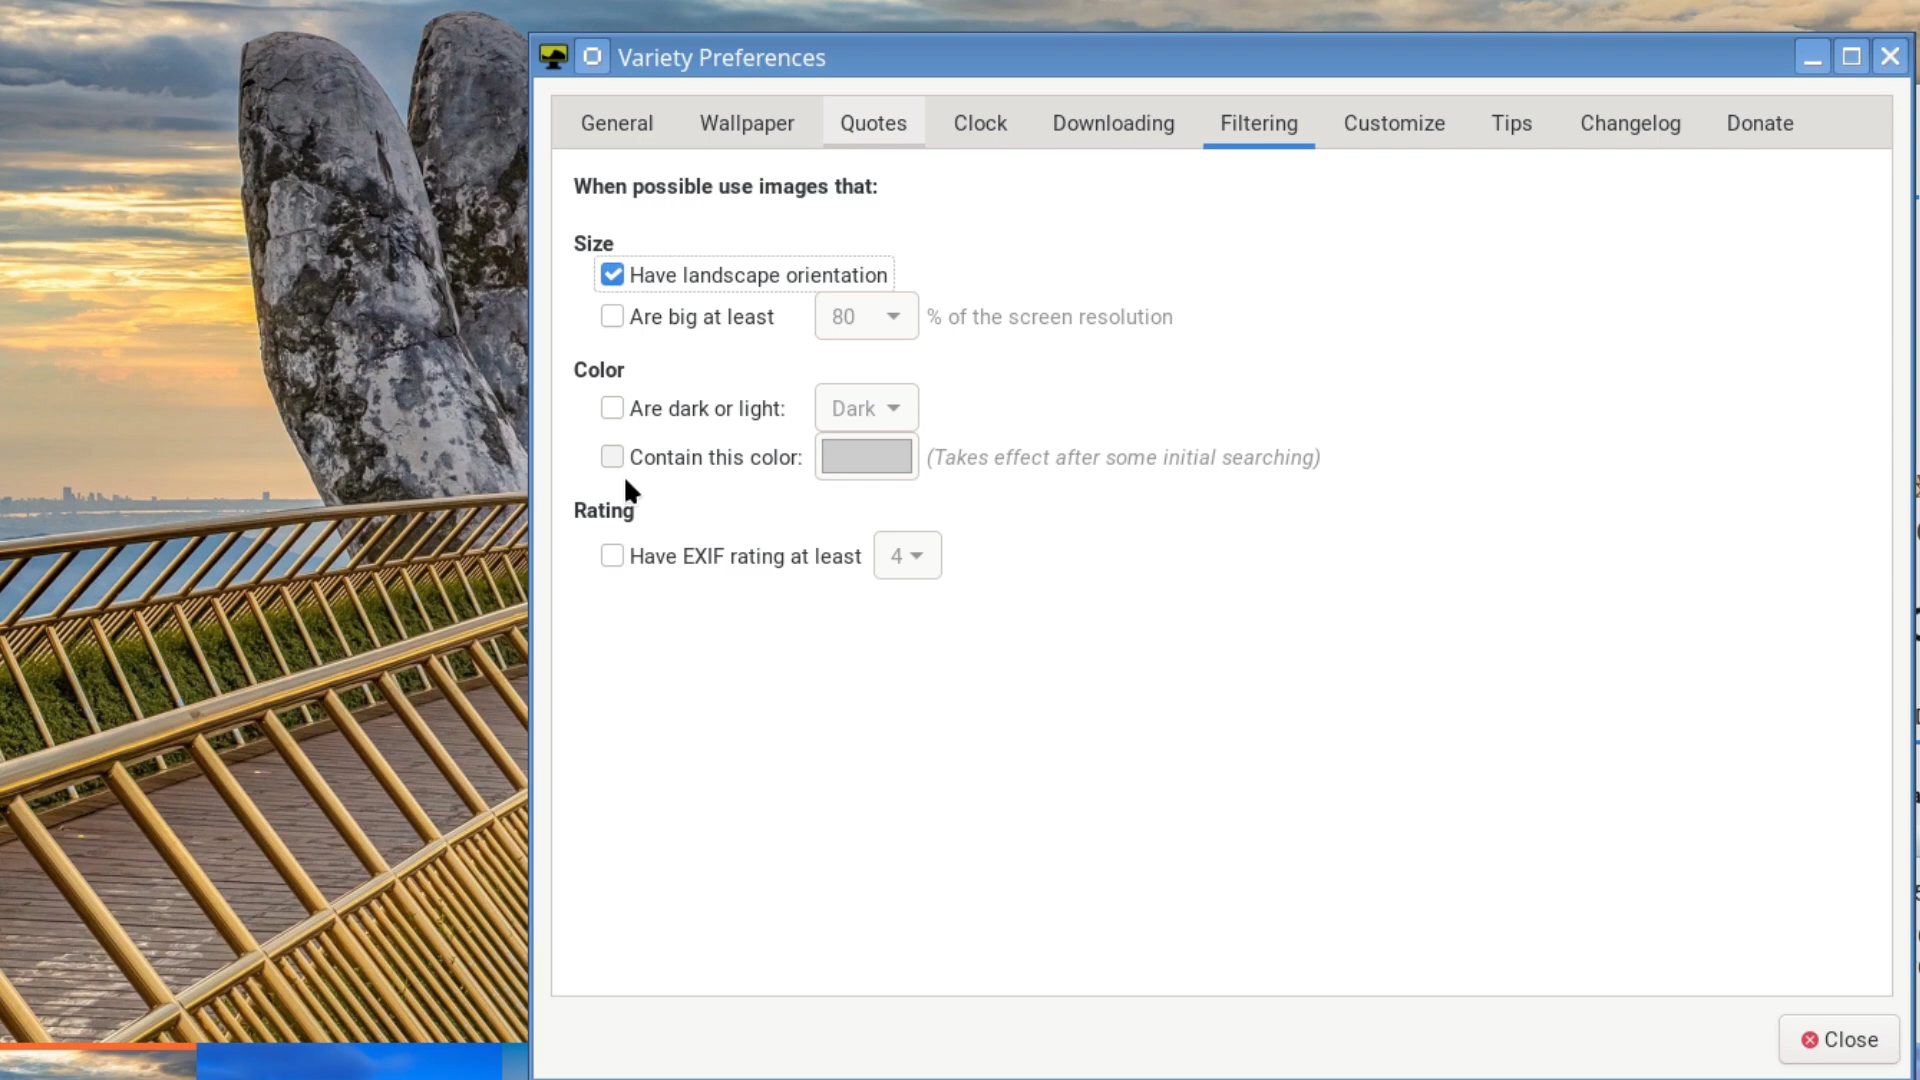 Variety Preferences
General Wallpaper Quotes Clock Downloading Filtering Customize Tips Changelog Donate
When possible use images that:
Size
Have landscape orientation
Are big at least 80 % of the screen resolution
Color
Are dark or light: Dark
Contain this color: (Takes effect after some initial searching)
Rating
Have EXIF rating at least 4
Close